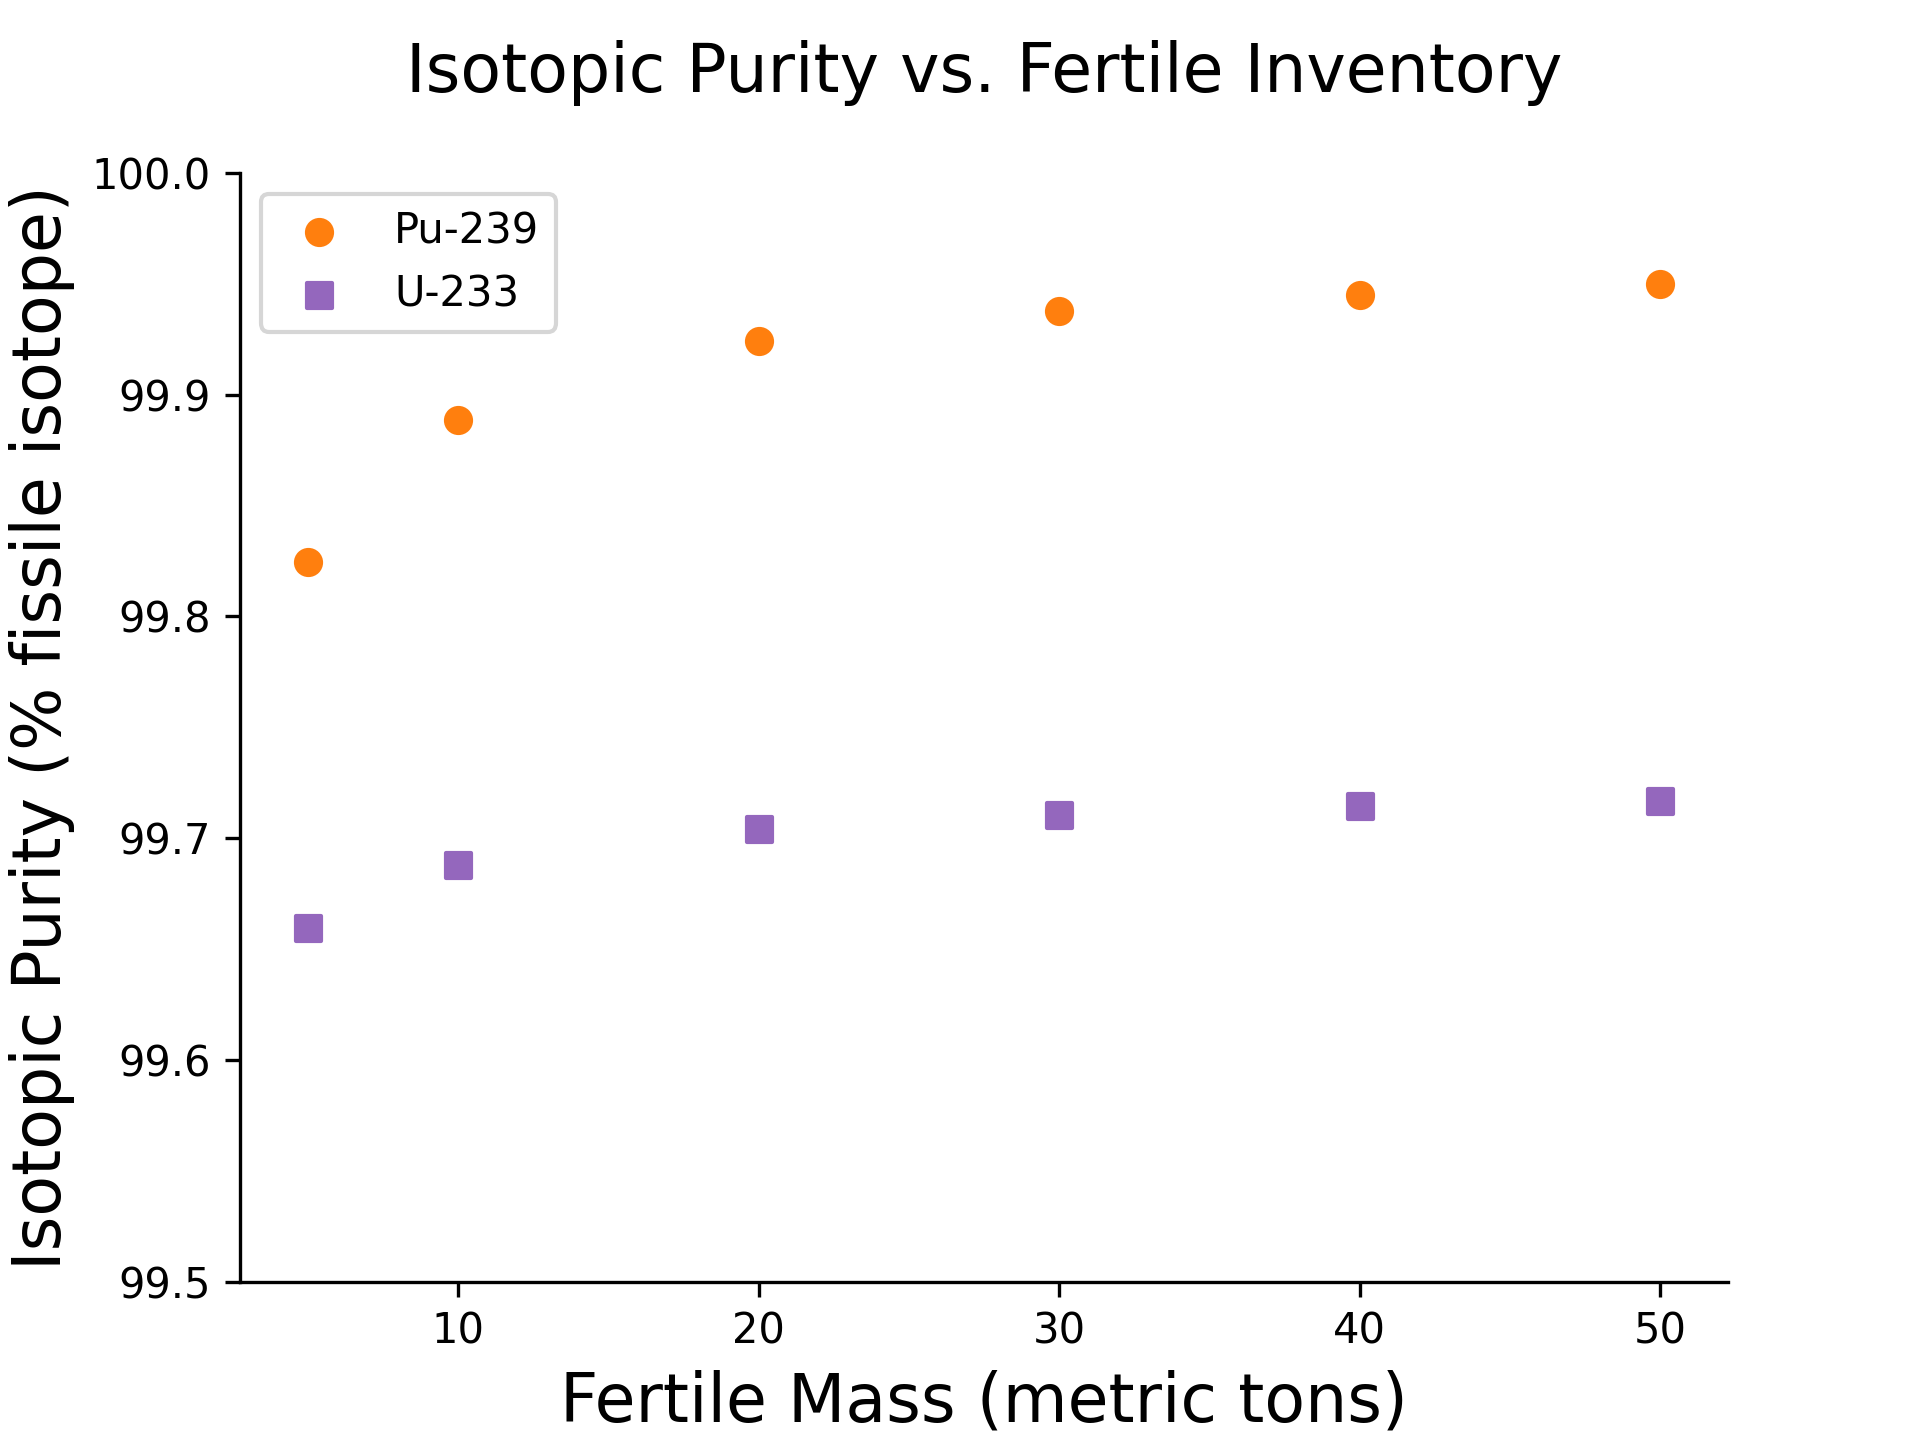 Isotopic Purity vs. Fertile Inventory
Isotopic Purity (% fissile isotope)
100.0
99.9
99.8
99.7
99.6
99.5
Pu-239
U-233
10 20 30 40 50
Fertile Mass (metric tons)